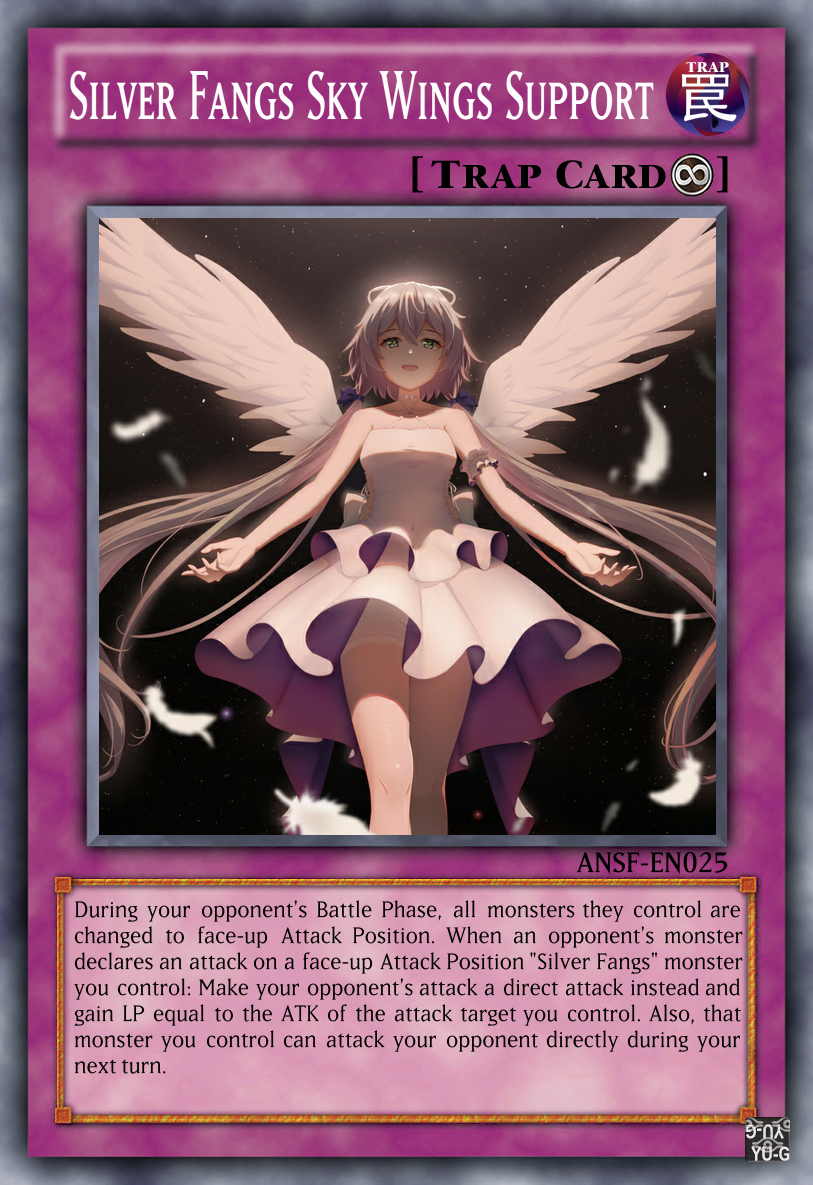 Silver Fangs Sky Wings Support
TRAP
罠
[ Trap Card ]
ANSF-EN025
During your opponent's Battle Phase, all monsters they control are
changed to face-up Attack Position. When an opponent's monster
declares an attack on a face-up Attack Position "Silver Fangs" monster
you control: Make your opponent's attack a direct attack instead and
gain LP equal to the ATK of the attack target you control. Also, that
monster you control can attack your opponent directly during your
next turn.
YU-G
YU-G